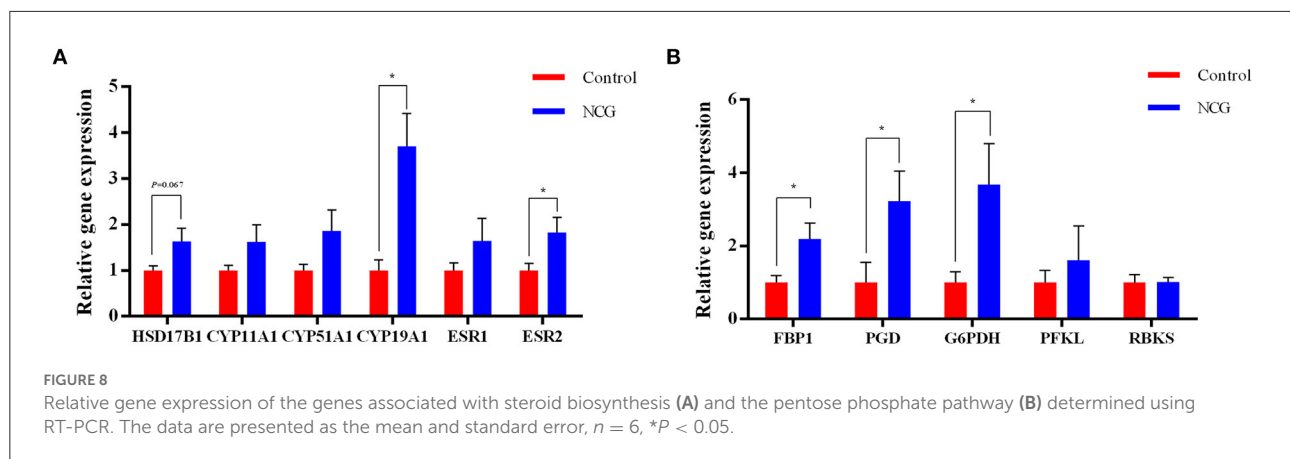 A
Control
NCG
Relative gene expression
5
4
3
2
1
0
P=0.067
*
*
HSD17B1 CYP11A1 CYP51A1 CYP19A1 ESR1 ESR2
B
Control
NCG
Relative gene expression
6
4
2
0
*
*
*
FBP1 PGD G6PDH PFKL RBKS
FIGURE 8
Relative gene expression of the genes associated with steroid biosynthesis (A) and the pentose phosphate pathway (B) determined using
RT-PCR. The data are presented as the mean and standard error, n = 6, *P < 0.05.